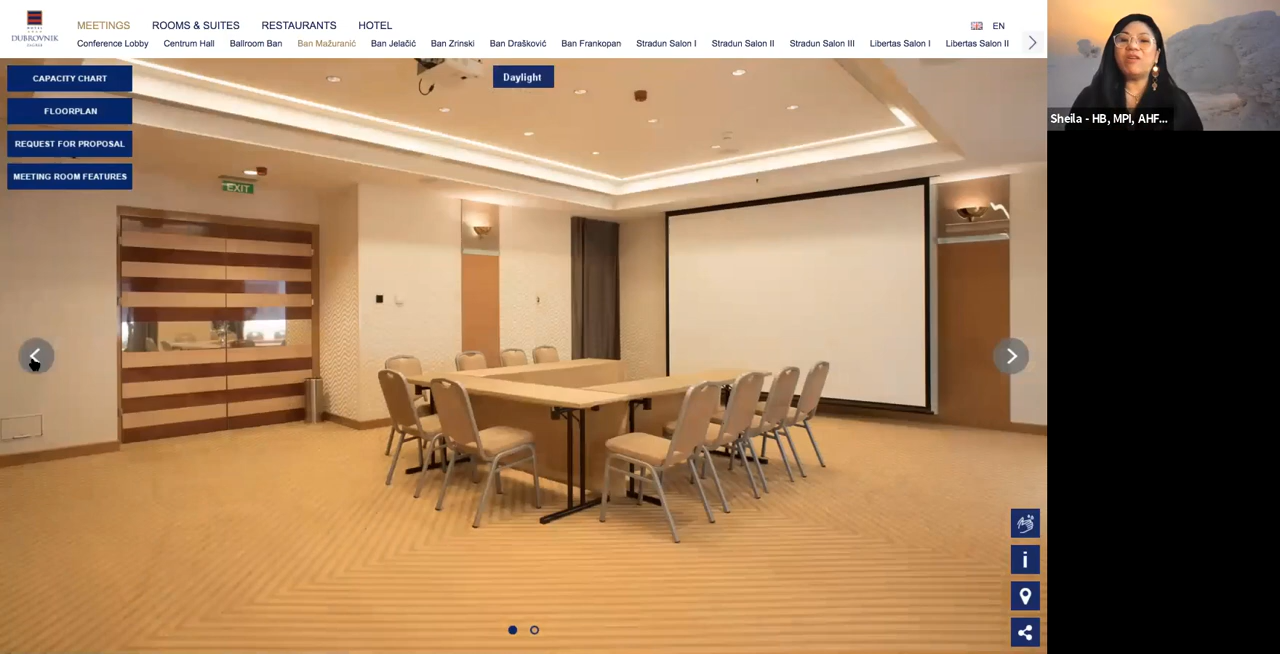 MEETINGS ROOMS & SUITES RESTAURANTS HOTEL EN
DUBROVNIK
Conference Lobby Centrum Hall Ballroom Ban Ban Mažuranić Ban Jelačić Ban Zrinski Ban Drašković Ban Frankopan Stradun Salon I Stradun Salon II Stradun Salon III Libertas Salon I Libertas Salon II
CAPACITY CHART
FLOORPLAN
REQUEST FOR PROPOSAL
MEETING ROOM FEATURES
Daylight
EXIT
i
Sheila - HB, MPI, AHF...